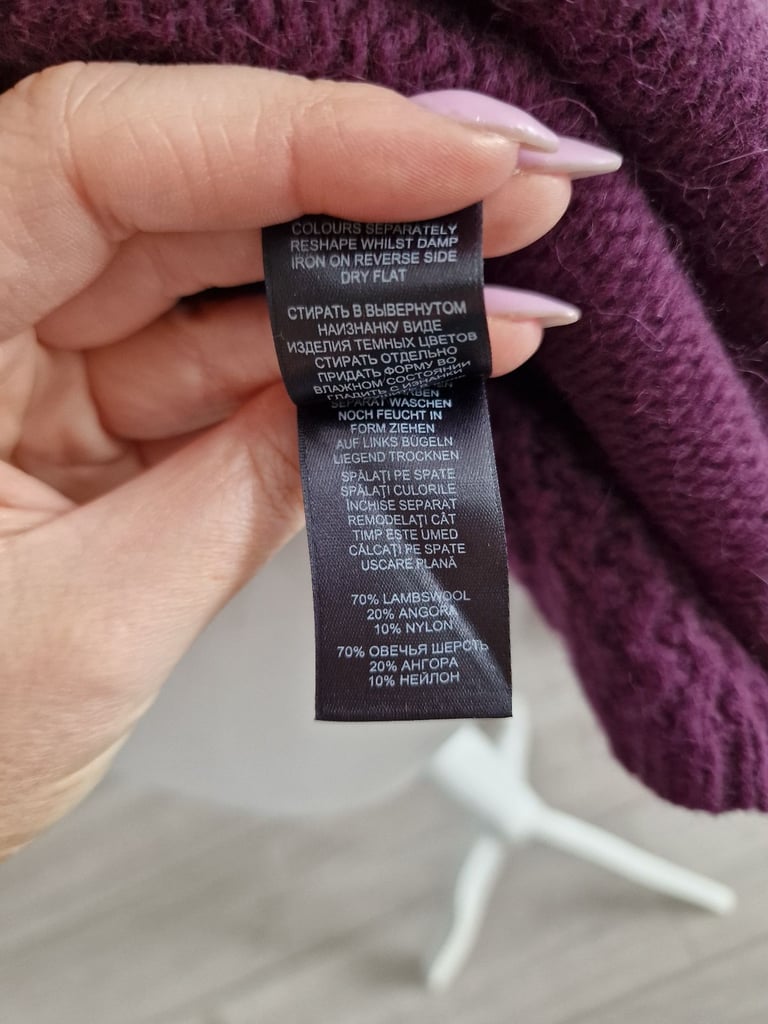 COLOURS SEPARATELY
RESHAPE WHILST DAMP
IRON ON REVERSE SIDE
DRY FLAT
СТИРАТЬ В ВЫВЕРНУТОМ
НАИЗНАНКУ ВИДЕ
ИЗДЕЛИЯ ТЕМНЫХ ЦВЕТОВ
СТИРАТЬ ОТДЕЛЬНО
ПРИДАТЬ ФОРМУ ВО
ВЛАЖНОМ СОСТОЯНИИ
ГЛАДИТЬ С ИЗНАНКИ
SEPARAT WASCHEN
NOCH FEUCHT IN
FORM ZIEHEN
AUF LINKS BÜGELN
LIEGEND TROCKNEN
SPĂLAȚI PE SPATE
SPĂLAȚI CULORILE
ÎNCHISE SEPARAT
REMODELAȚI CÂT
TIMP ESTE UMED
CĂLCAȚI PE SPATE
USCARE PLANĂ
70% LAMBSWOOL
20% ANGORA
10% NYLON
70% ОВЕЧЬЯ ШЕРСТЬ
20% АНГОРА
10% НЕЙЛОН